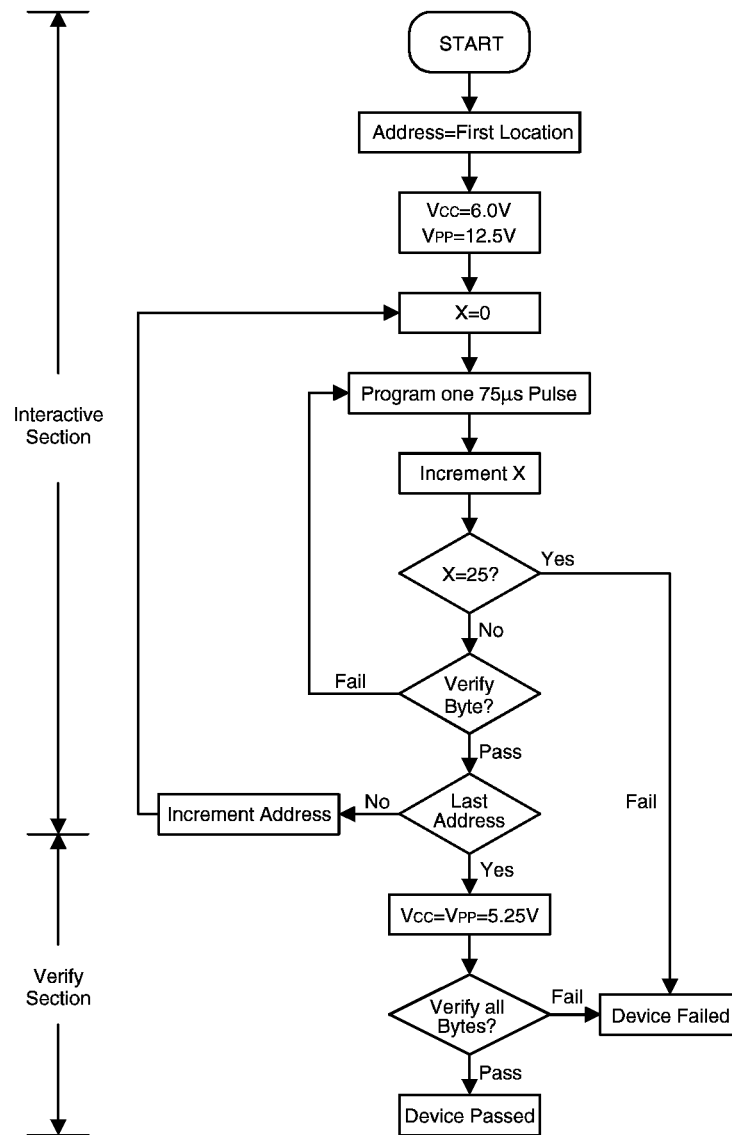 START
Address=First Location
VCC=6.0V
VPP=12.5V
X=0
Program one 75μs Pulse
Interactive
Section
Increment X
X=25?
Yes
No
Fail
Verify
Byte?
Pass
Increment Address
No
Last
Address
Fail
Yes
VCC=VPP=5.25V
Verify
Section
Verify all
Bytes?
Fail
Device Failed
Pass
Device Passed